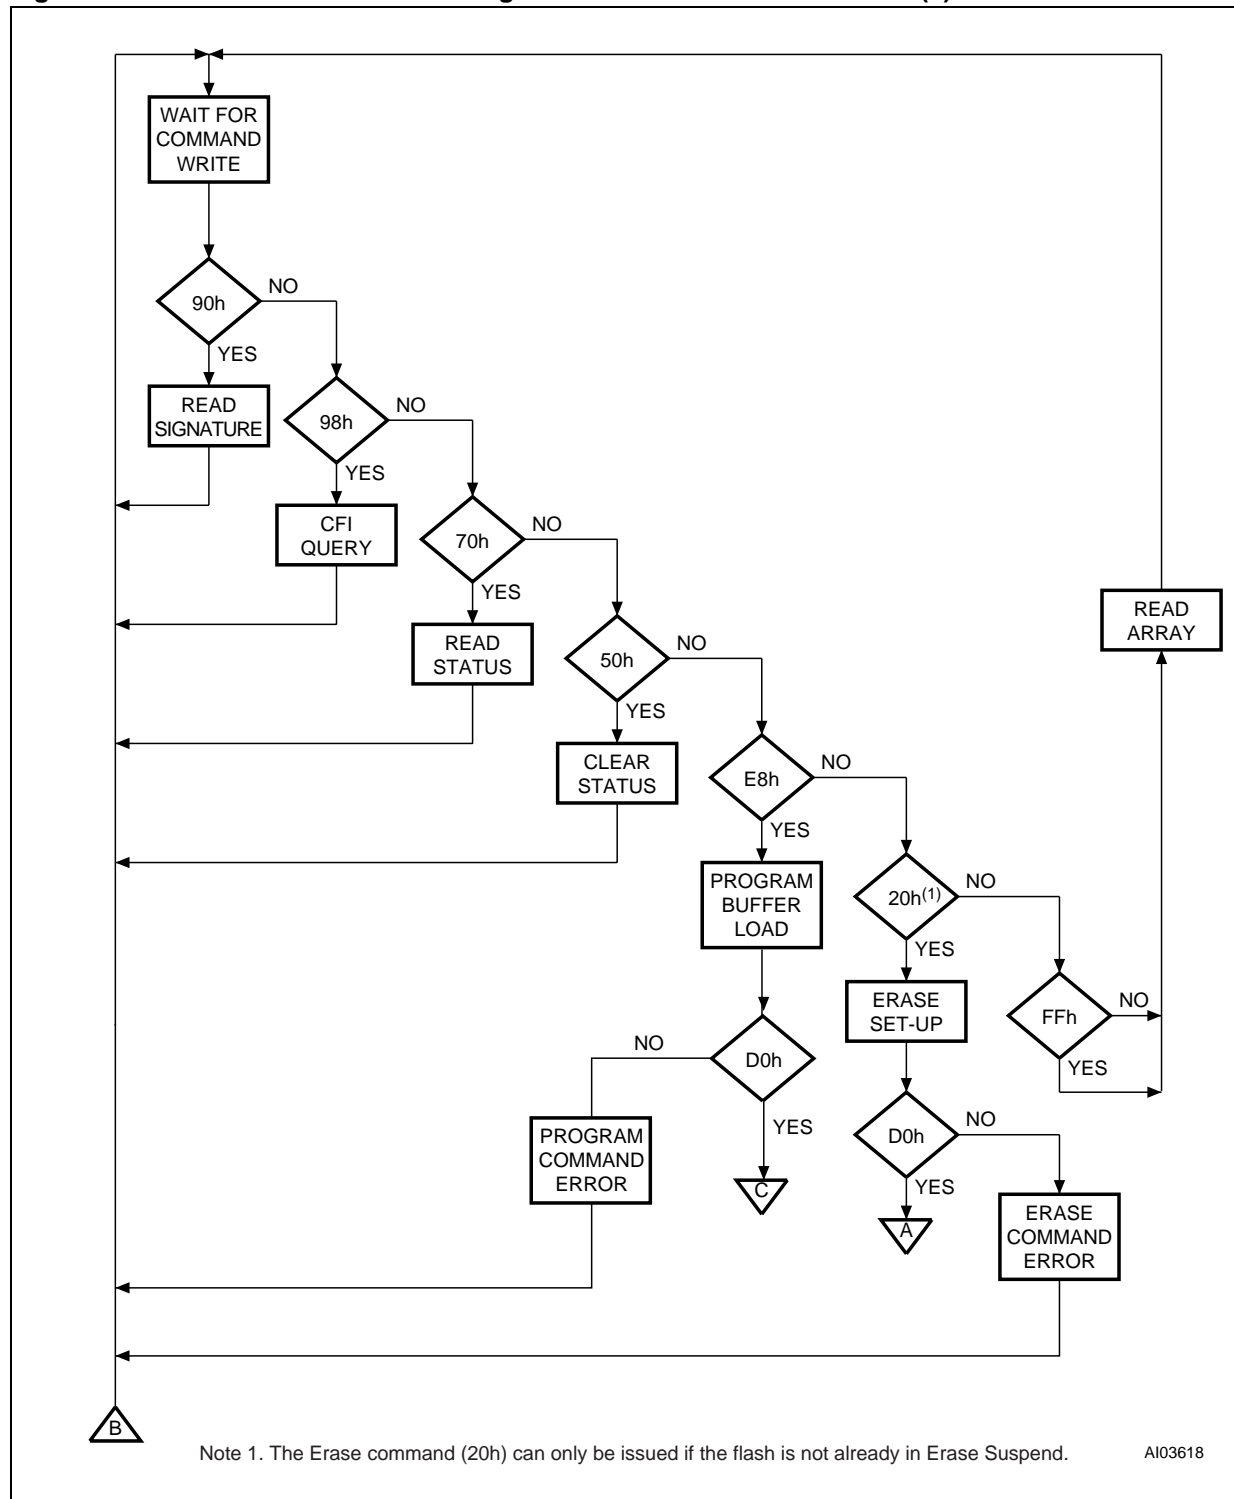 WAIT FOR
COMMAND
WRITE
90h
NO
YES
READ
SIGNATURE
98h
NO
YES
CFI
QUERY
70h
NO
YES
READ
STATUS
50h
NO
YES
CLEAR
STATUS
E8h
NO
YES
PROGRAM
BUFFER
LOAD
20h(1)
NO
YES
ERASE
SET-UP
FFh
NO
YES
READ
ARRAY
D0h
NO
YES
PROGRAM
COMMAND
ERROR
C
D0h
NO
YES
A
ERASE
COMMAND
ERROR
B
Note 1. The Erase command (20h) can only be issued if the flash is not already in Erase Suspend.
AI03618